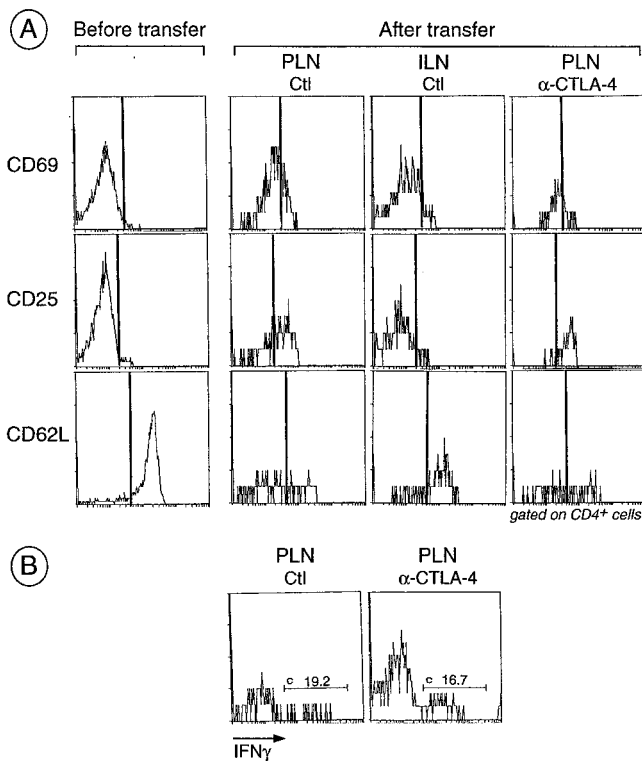 A
Before transfer
After transfer
PLN
Ctl
ILN
Ctl
PLN
α-CTLA-4
CD69
CD25
CD62L
gated on CD4+ cells
B
PLN
Ctl
PLN
α-CTLA-4
c 19.2
c 16.7
IFNγ